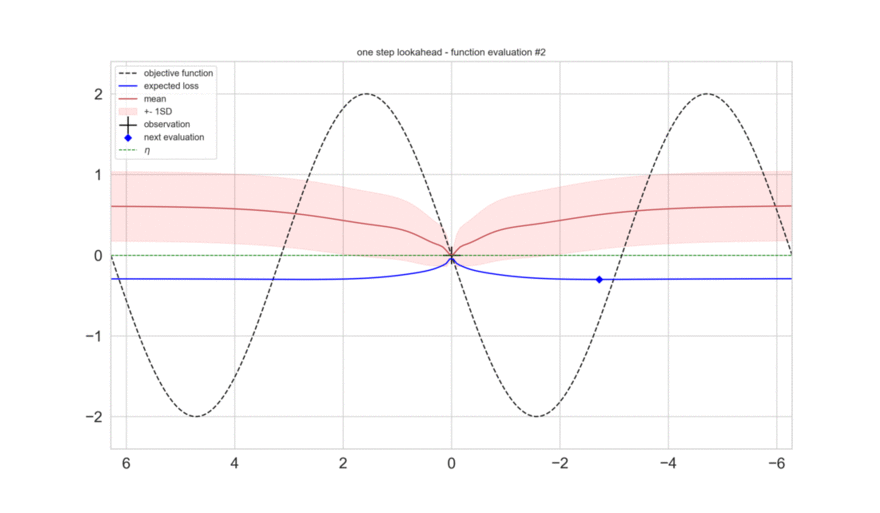 one step lookahead - function evaluation #2
objective function
expected loss
mean
+- 1SD
observation
next evaluation
η
2
1
0
−1
−2
6
4
2
0
−2
−4
−6